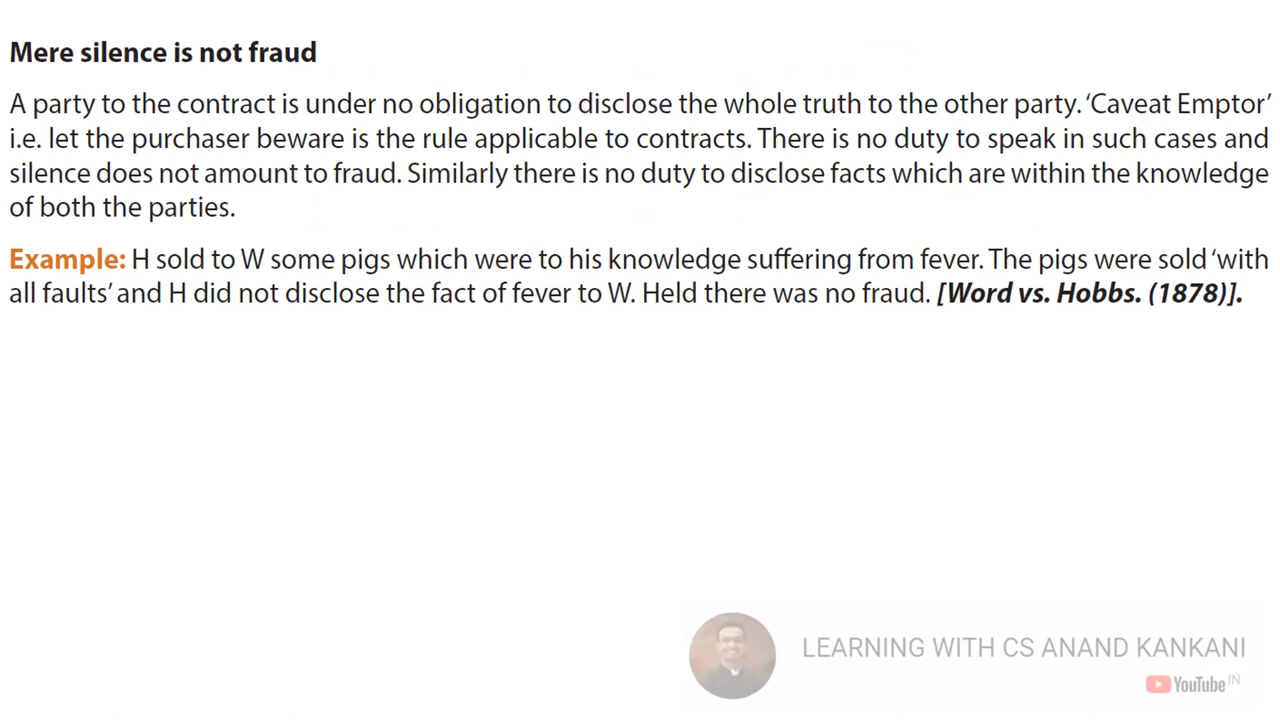 Mere silence is not fraud
A party to the contract is under no obligation to disclose the whole truth to the other party. ‘Caveat Emptor’
i.e. let the purchaser beware is the rule applicable to contracts. There is no duty to speak in such cases and
silence does not amount to fraud. Similarly there is no duty to disclose facts which are within the knowledge
of both the parties.
Example: H sold to W some pigs which were to his knowledge suffering from fever. The pigs were sold ‘with
all faults’ and H did not disclose the fact of fever to W. Held there was no fraud. [Word vs. Hobbs. (1878)].
LEARNING WITH CS ANAND KANKANI
YouTube IN